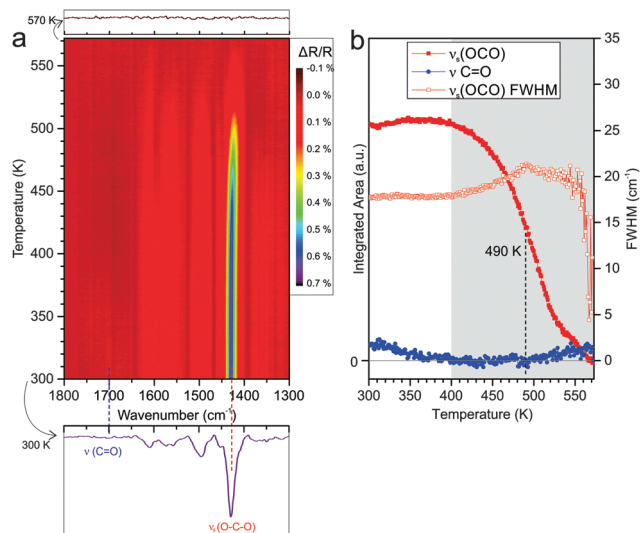 570 K
a
ΔR/R
-0.1 %
0.0 %
0.1 %
0.2 %
0.3 %
0.4 %
0.5 %
0.6 %
0.7 %
Temperature (K)
550
500
450
400
350
300
1800 1700 1600 1500 1400 1300
Wavenumber (cm⁻¹)
300 K
ν (C=O)
νs(O-C-O)
b
νs(OCO)
ν C=O
νs(OCO) FWHM
490 K
Integrated Area (a.u.)
0
35
30
25
20
15
10
5
0
FWHM (cm⁻¹)
300 350 400 450 500 550
Temperature (K)